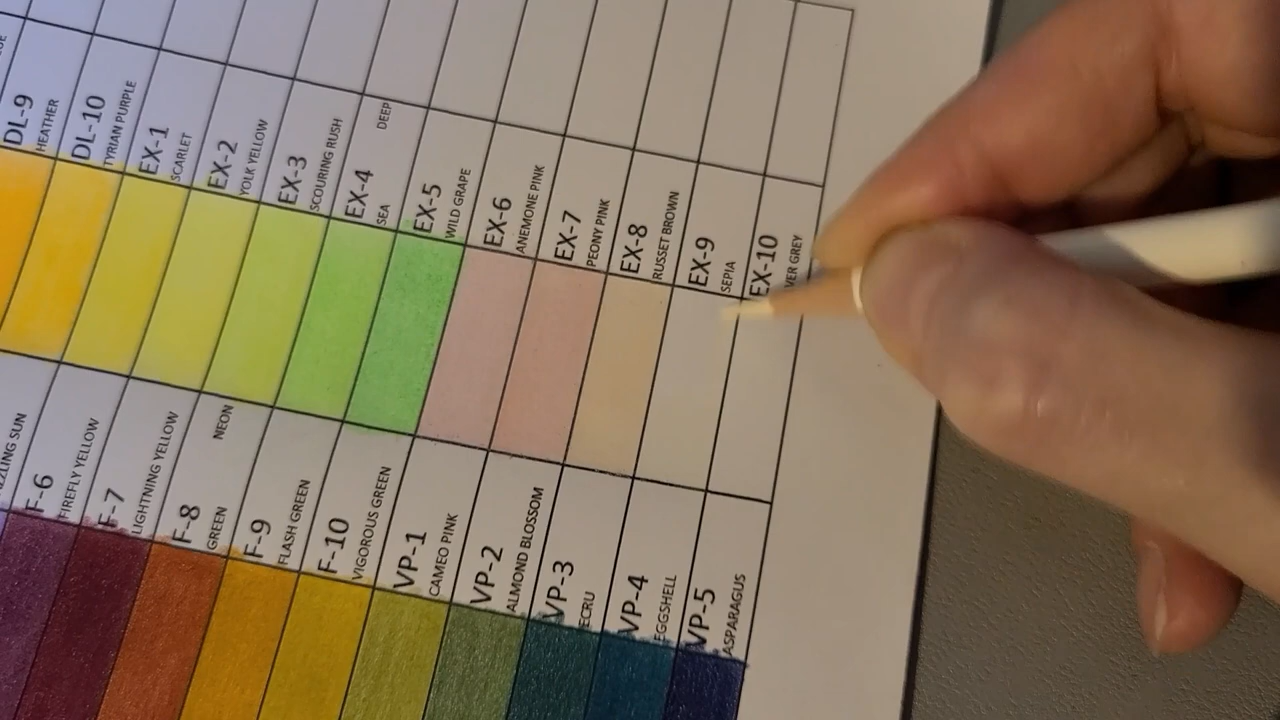 DL-9
HEATHER
DL-10
TYRIAN PURPLE
EX-1
SCARLET
EX-2
YOLK YELLOW
EX-3
SCOURING RUSH
EX-4
SEA DEEP
EX-5
WILD GRAPE
EX-6
ANEMONE PINK
EX-7
PEONY PINK
EX-8
RUSSET BROWN
EX-9
SEPIA
EX-10
GREY
SUN
F-6
FIREFLY YELLOW
F-7
LIGHTNING YELLOW
F-8
GREEN NEON
F-9
FLASH GREEN
F-10
VIGOROUS GREEN
VP-1
CAMEO PINK
VP-2
ALMOND BLOSSOM
VP-3
ECRU
VP-4
EGGSHELL
VP-5
ASPARAGUS